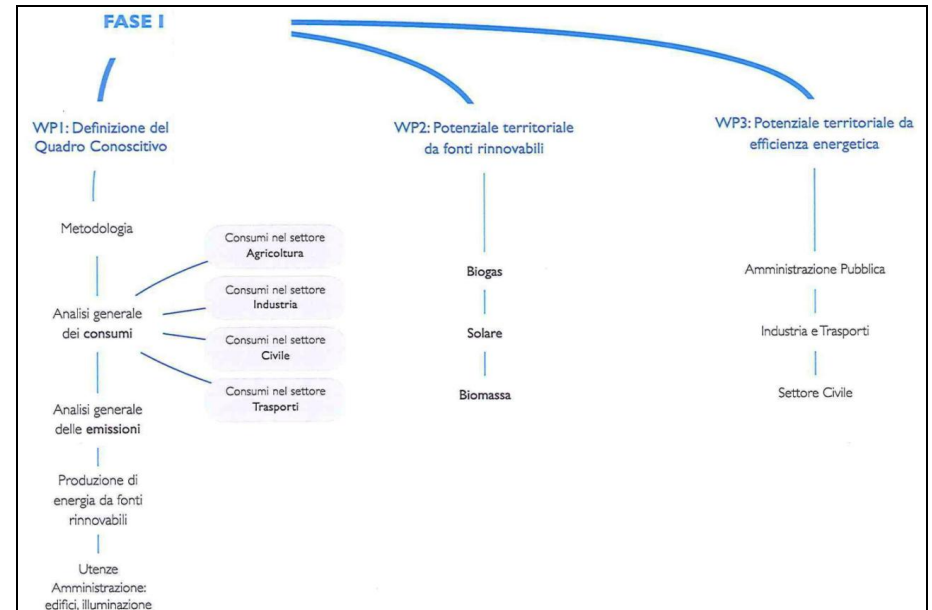 FASE I
WP1: Definizione del
Quadro Conoscitivo
Metodologia
Analisi generale
dei consumi
Consumi nel settore
Agricoltura
Consumi nel settore
Industria
Consumi nel settore
Civile
Consumi nel settore
Trasporti
Analisi generale
delle emissioni
Produzione di
energia da fonti
rinnovabili
Utenze
Amministrazione:
edifici, illuminazione
WP2: Potenziale territoriale
da fonti rinnovabili
Biogas
Solare
Biomassa
WP3: Potenziale territoriale da
efficienza energetica
Amministrazione Pubblica
Industria e Trasporti
Settore Civile